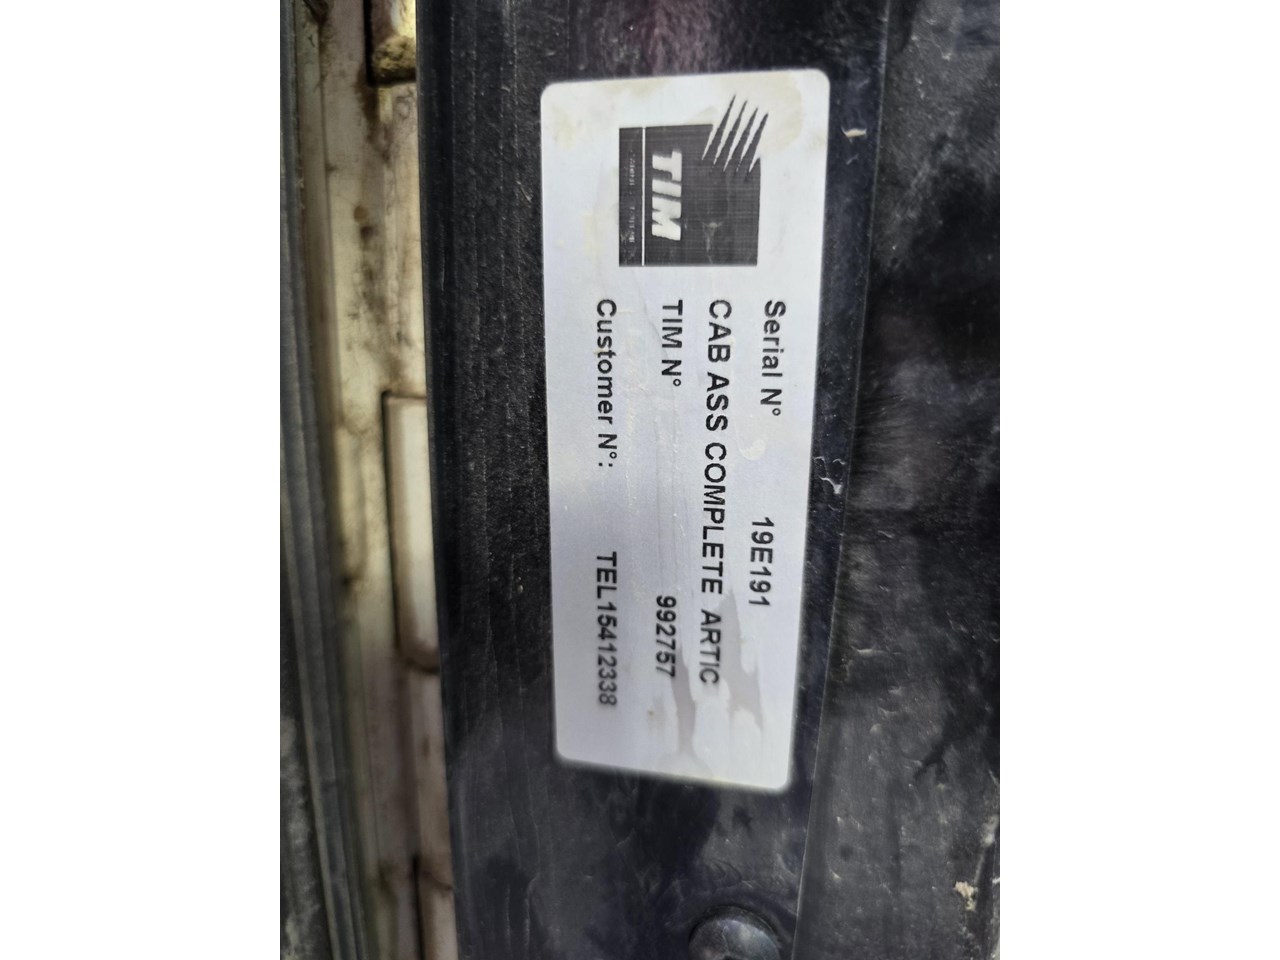 TIM
Serial N° 19E191
CAB ASS COMPLETE ARTIC
TIM N° 992757
Customer N°: TEL15412338